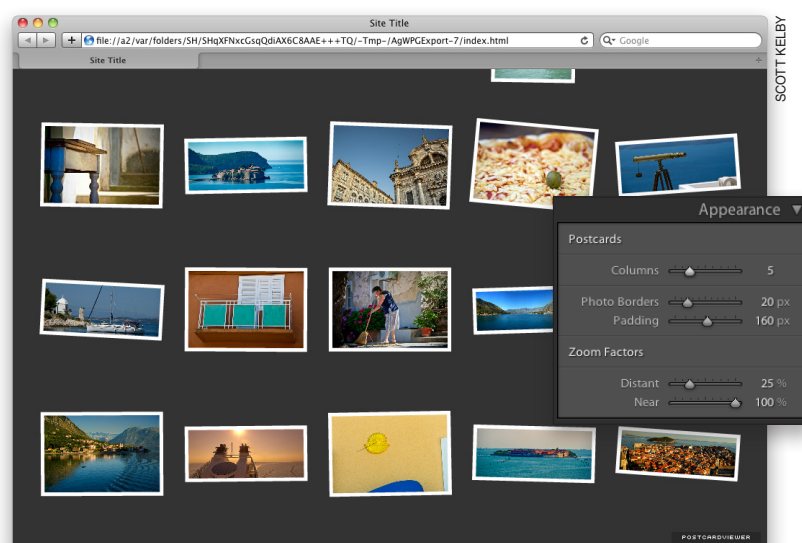 Site Title
file://a2/var/folders/SH/SHqXFNxcGsqQdiAX6C8AAE+++TQ/-Tmp-/AgWPGExport-7/index.html
Google
Site Title
SCOTT KELBY
Appearance
Postcards
Columns 5
Photo Borders 20 px
Padding 160 px
Zoom Factors
Distant 25 %
Near 100 %
POSTCARDVIEWER